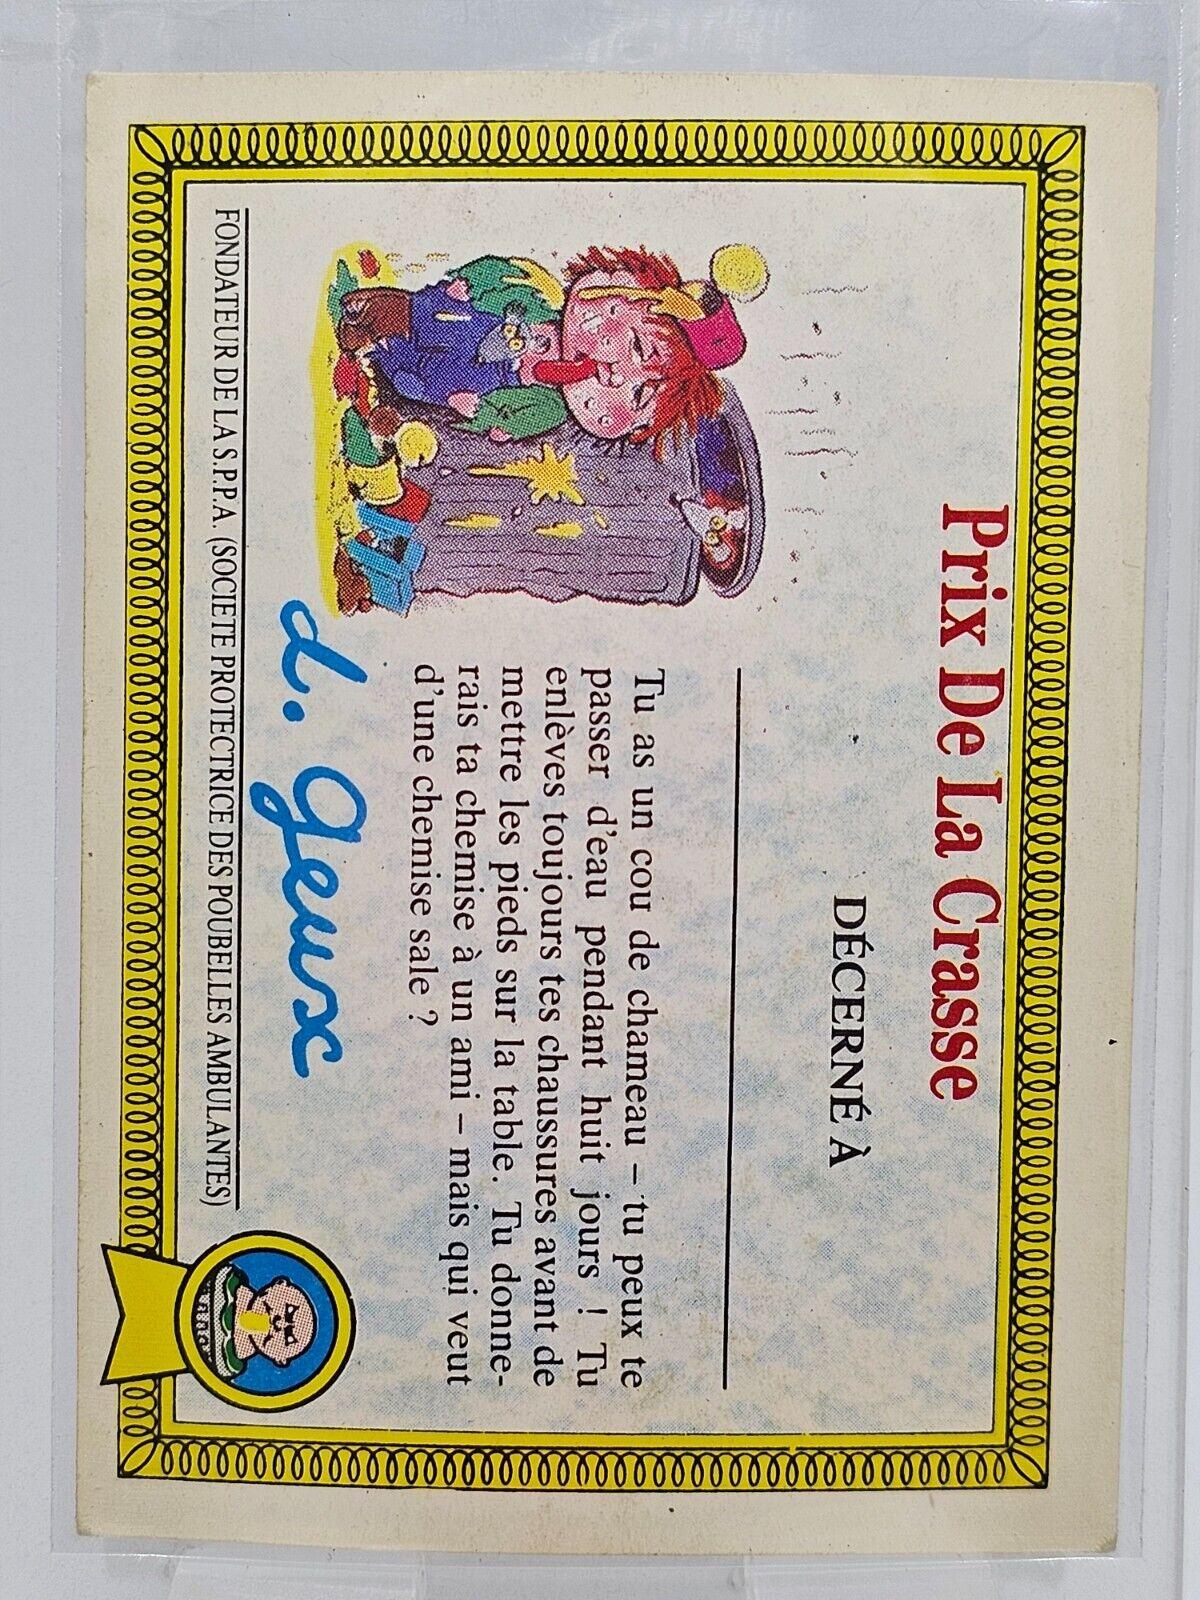 Prix De La Crasse
DÉCERNÉ À
Tu as un cou de chameau – tu peux te
passer d'eau pendant huit jours ! Tu
enlèves toujours tes chaussures avant de
mettre les pieds sur la table. Tu donne-
rais ta chemise à un ami – mais qui veut
d'une chemise sale ?
d. Geux
FONDATEUR DE LA S.P.P.A. (SOCIETE PROTECTRICE DES POUBELLES AMBULANTES)